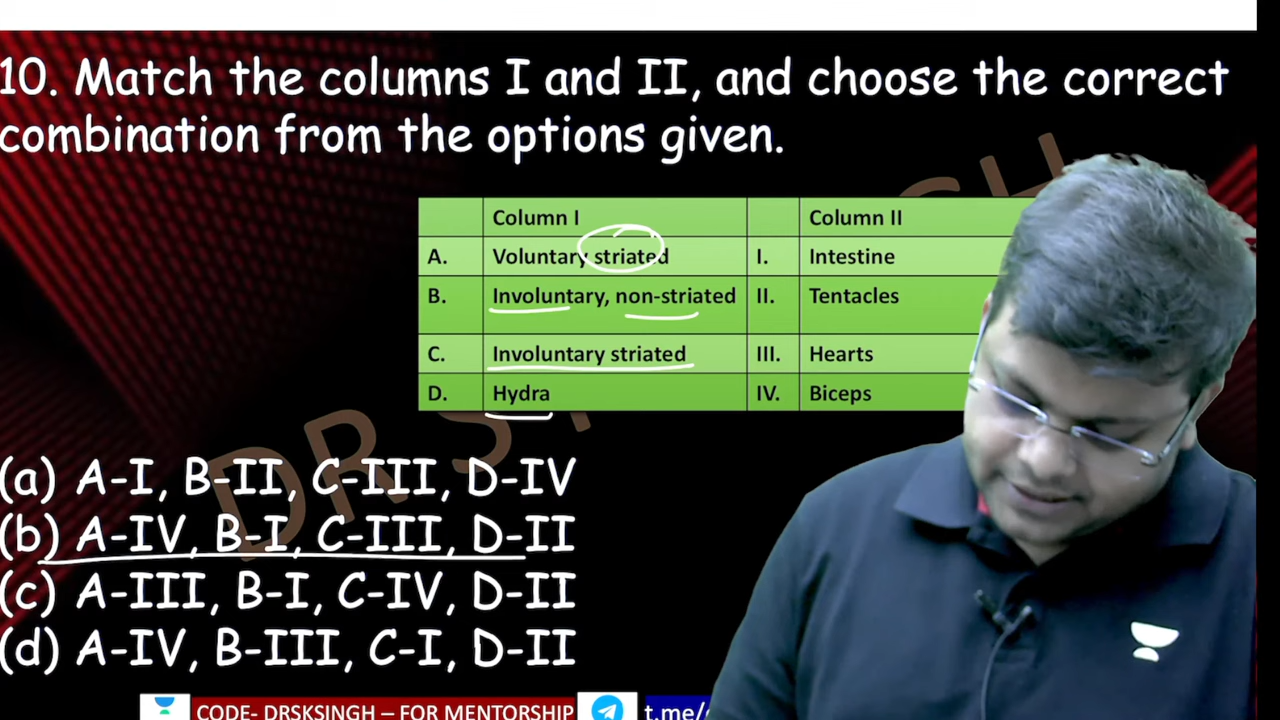 10. Match the columns I and II, and choose the correct
combination from the options given.
Column I Column II
A. Voluntary striated I. Intestine
B. Involuntary, non-striated II. Tentacles
C. Involuntary striated III. Hearts
D. Hydra IV. Biceps
(a) A-I, B-II, C-III, D-IV
(b) A-IV, B-I, C-III, D-II
(c) A-III, B-I, C-IV, D-II
(d) A-IV, B-III, C-I, D-II
CODE- DRSKSINGH – FOR MENTORSHIP t.me/